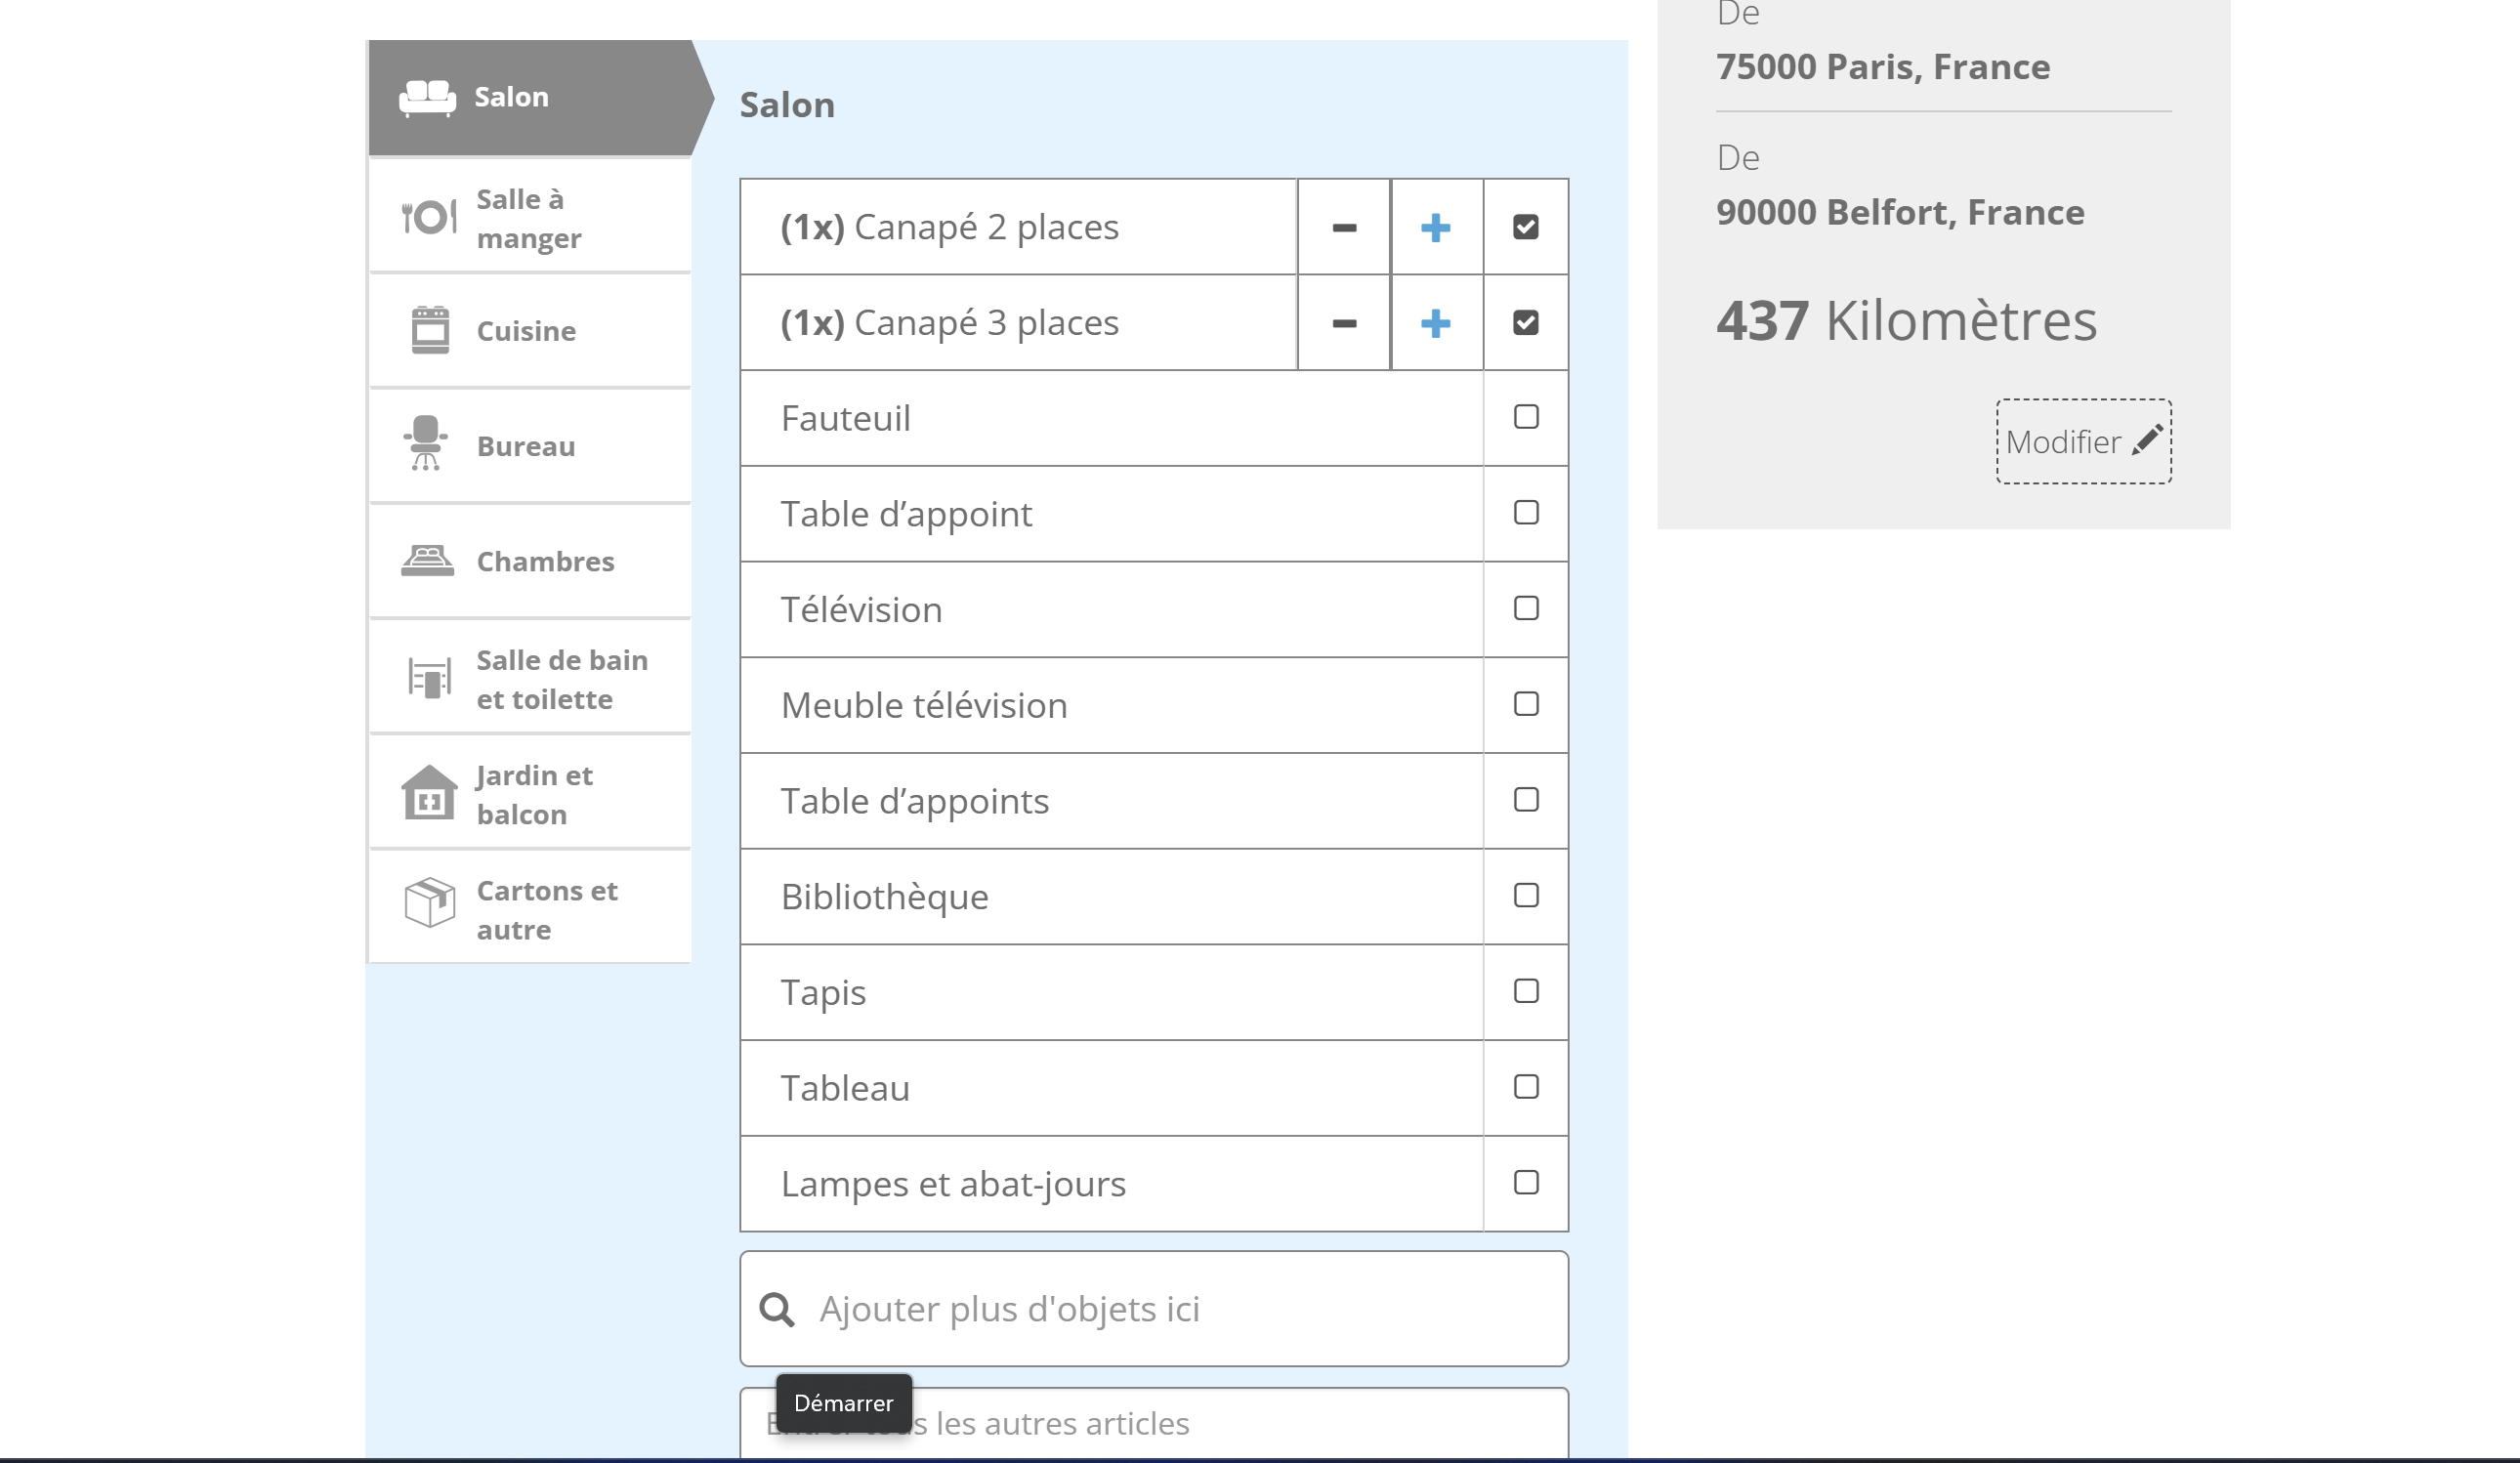 Salon
Salle à
manger
Cuisine
Bureau
Chambres
Salle de bain
et toilette
Jardin et
balcon
Cartons et
autre
Salon
(1x) Canapé 2 places
(1x) Canapé 3 places
Fauteuil
Table d’appoint
Télévision
Meuble télévision
Table d’appoints
Bibliothèque
Tapis
Tableau
Lampes et abat-jours
Ajouter plus d'objets ici
Démarrer
les autres articles
De
75000 Paris, France
De
90000 Belfort, France
437 Kilomètres
Modifier